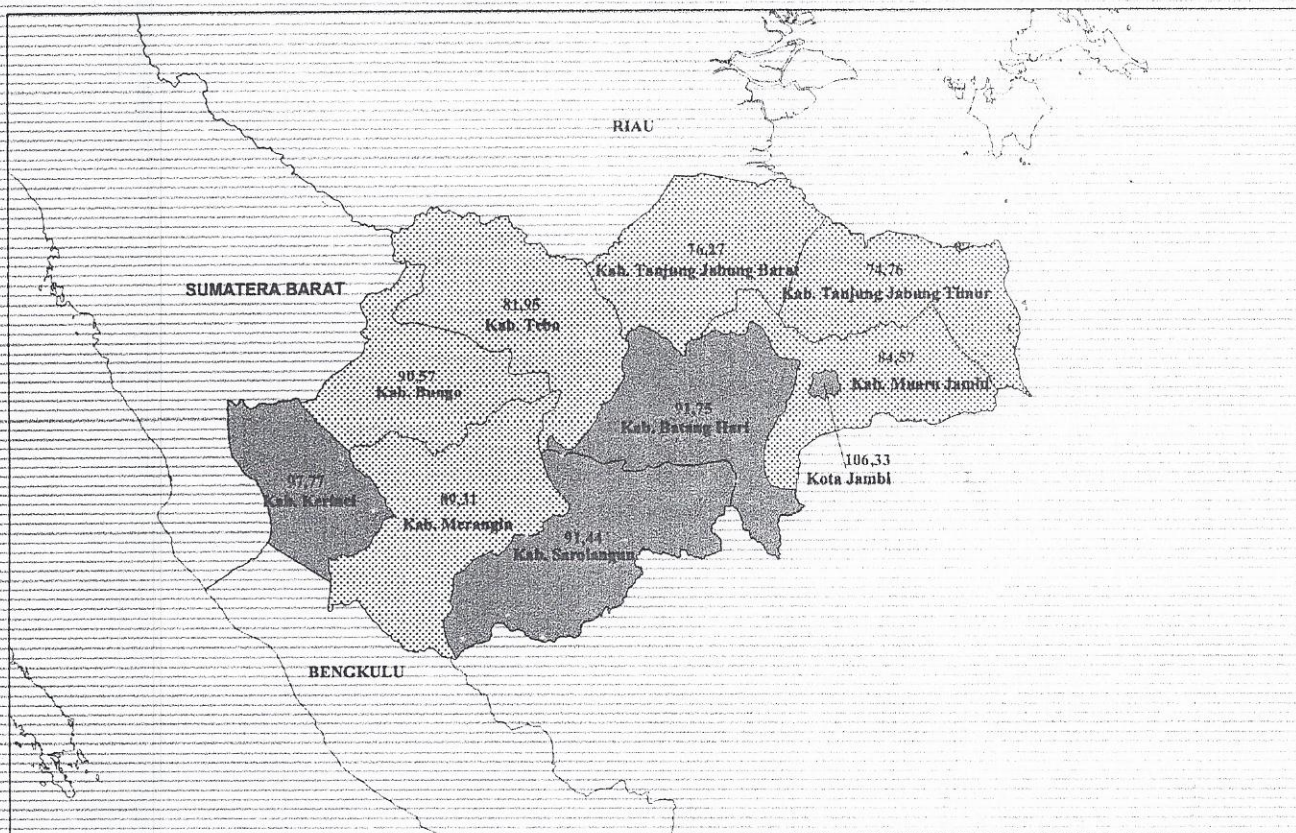 RIAU
76,27
Kab. Tanjung Jabung Barat
74,76
Kab. Tanjung Jabung Timur
SUMATERA BARAT
81,95
Kab. Tebo
90,57
Kab. Bungo
84,57
Kab. Muaro Jambi
91,75
Kab. Batang Hari
106,33
Kota Jambi
97,77
Kab. Kerinci
89,11
Kab. Merangin
91,44
Kab. Sarolangun
BENGKULU